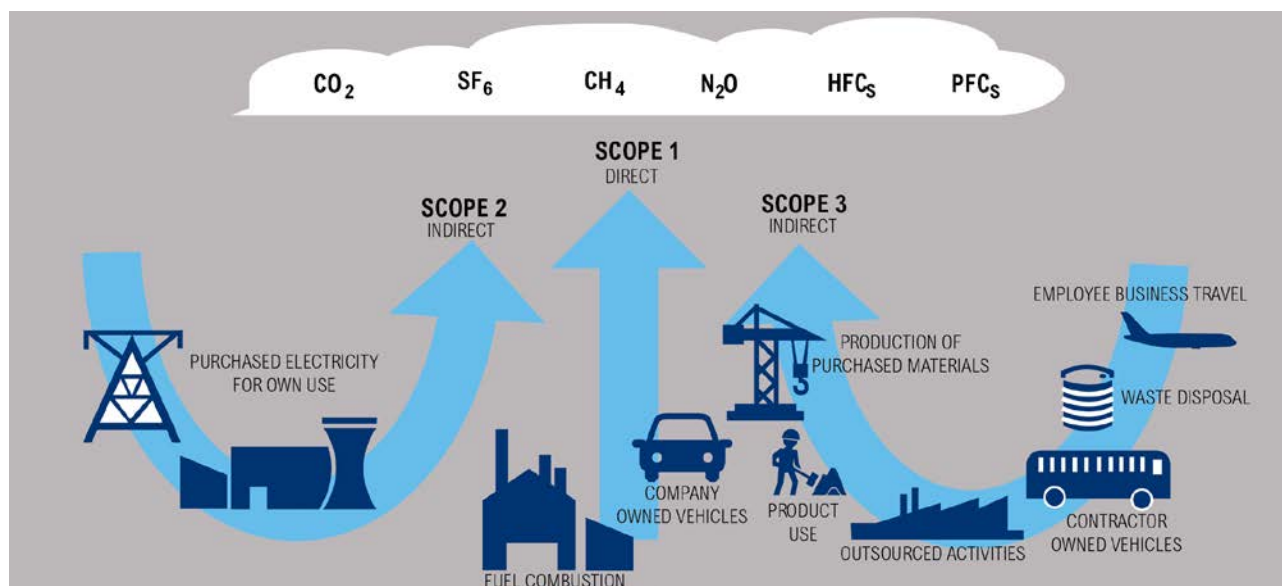 CO2
SF6
CH4
N2O
HFCS
PFCS
SCOPE 1
DIRECT
SCOPE 2
INDIRECT
SCOPE 3
INDIRECT
PURCHASED ELECTRICITY
FOR OWN USE
FUEL COMBUSTION
COMPANY
OWNED VEHICLES
PRODUCTION OF
PURCHASED MATERIALS
PRODUCT
USE
OUTSOURCED ACTIVITIES
EMPLOYEE BUSINESS TRAVEL
WASTE DISPOSAL
CONTRACTOR
OWNED VEHICLES